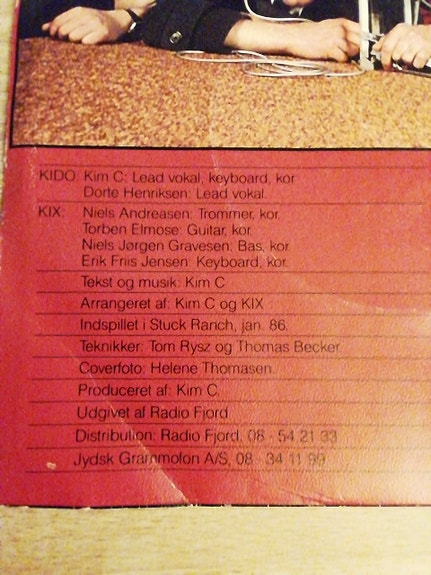 KIDO: Kim C: Lead vokal, keyboard, kor
Dorte Henriksen: Lead vokal.
KIX: Niels Andreasen: Trommer, kor.
Torben Elmose: Guitar, kor
Niels Jørgen Gravesen: Bas, kor
Erik Friis Jensen: Keyboard, kor.
Tekst og musik: Kim C
Arrangeret af: Kim C og KIX
Indspillet i Stuck Ranch, jan. 86.
Teknikker: Tom Rysz og Thomas Becker
Coverfoto: Helene Thomasen.
Produceret af: Kim C.
Udgivet af Radio Fjord
Distribution: Radio Fjord, 08 - 54 21 33
Jydsk Grammofon A/S, 08 - 34 11 99